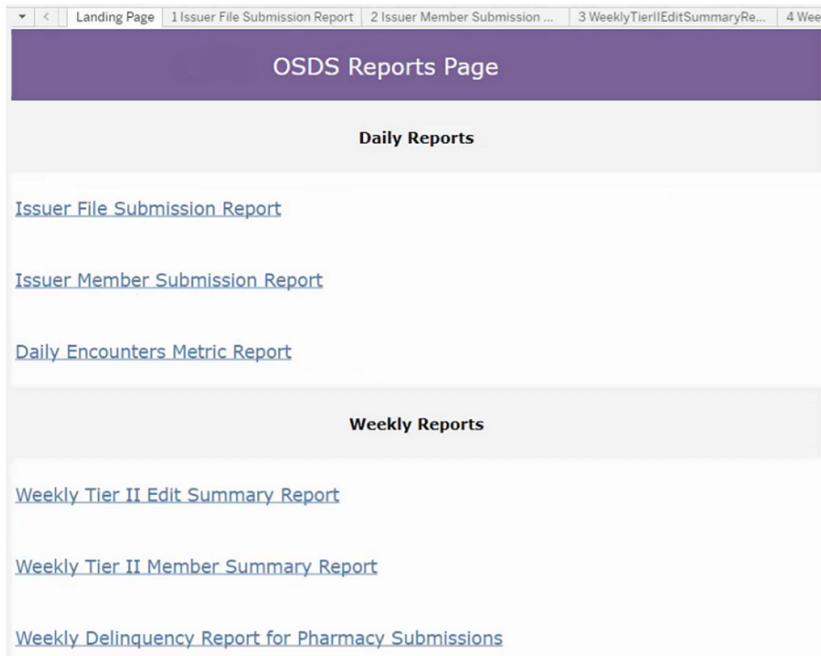 Landing Page 1 Issuer File Submission Report 2 Issuer Member Submission ... 3 WeeklyTierIIEditSummaryRe... 4 Wee
OSDS Reports Page
Daily Reports
Issuer File Submission Report
Issuer Member Submission Report
Daily Encounters Metric Report
Weekly Reports
Weekly Tier II Edit Summary Report
Weekly Tier II Member Summary Report
Weekly Delinquency Report for Pharmacy Submissions